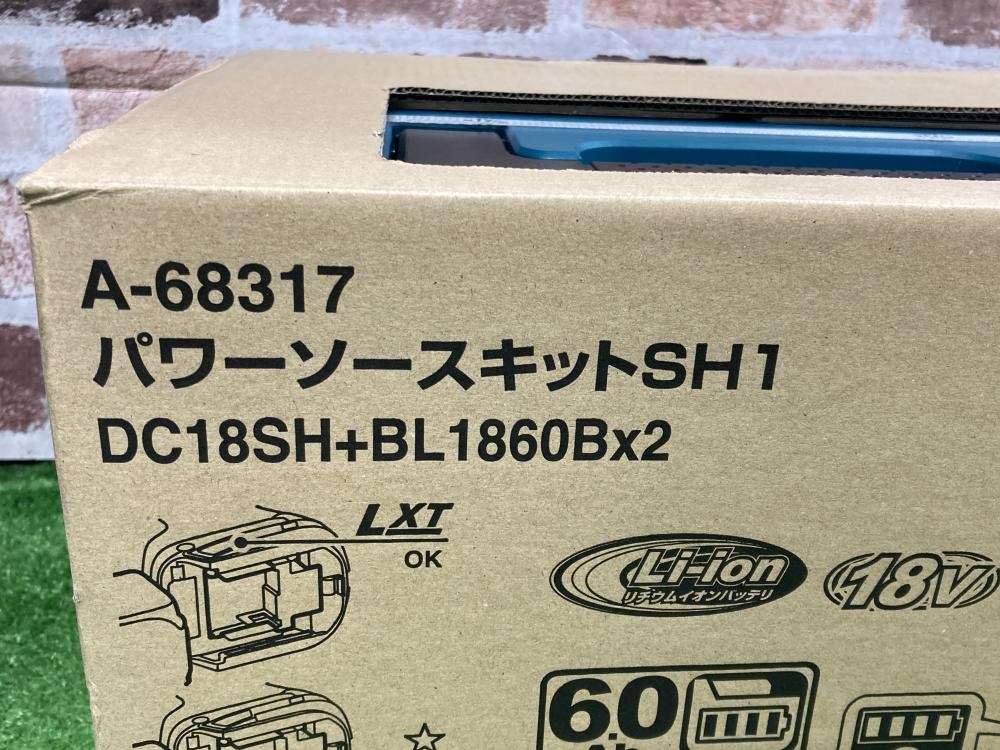 A-68317
パワーソースキットSH1
DC18SH+BL1860Bx2
LXT
OK
Li-ion
リチウムイオンバッテリ
18V
6.0
Ah